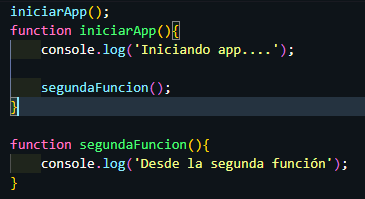 iniciarApp();
function iniciarApp(){
    console.log('Iniciando app....');

    segundaFuncion();
}

function segundaFuncion(){
    console.log('Desde la segunda función');
}